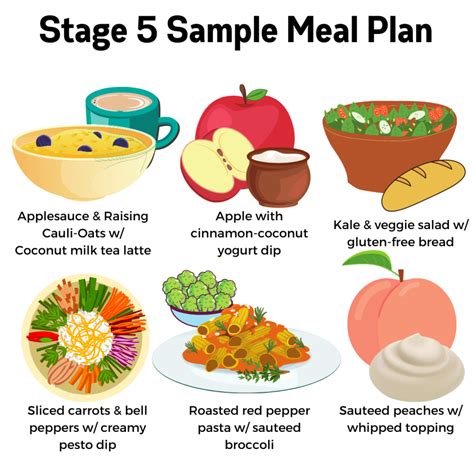 Stage 5 Sample Meal Plan
Applesauce & Raising
Cauli-Oats w/
Coconut milk tea latte
Apple with
cinnamon-coconut
yogurt dip
Kale & veggie salad w/
gluten-free bread
Sliced carrots & bell
peppers w/ creamy
pesto dip
Roasted red pepper
pasta w/ sauteed
broccoli
Sauteed peaches w/
whipped topping